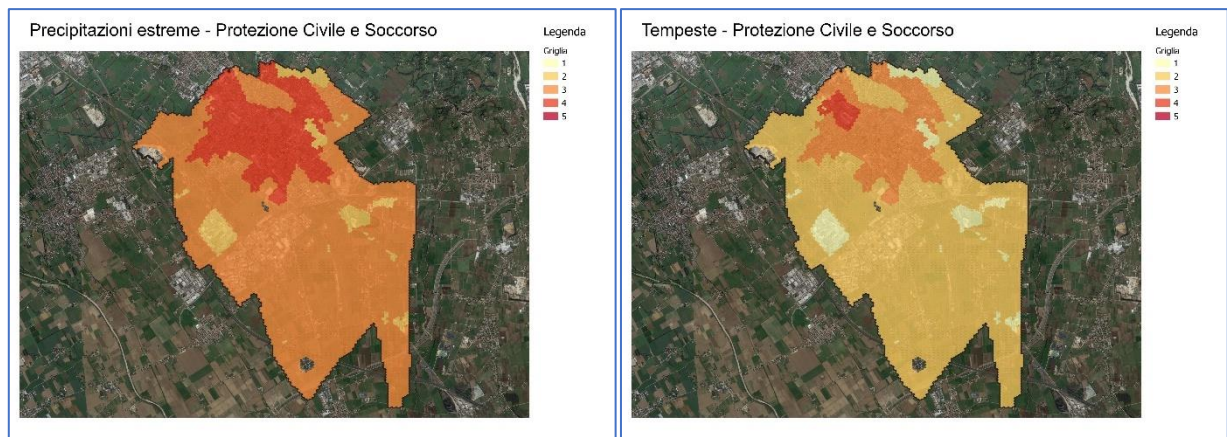 Precipitazioni estreme - Protezione Civile e Soccorso
Legenda
Griglia
1
2
3
4
5
Tempeste - Protezione Civile e Soccorso
Legenda
Griglia
1
2
3
4
5